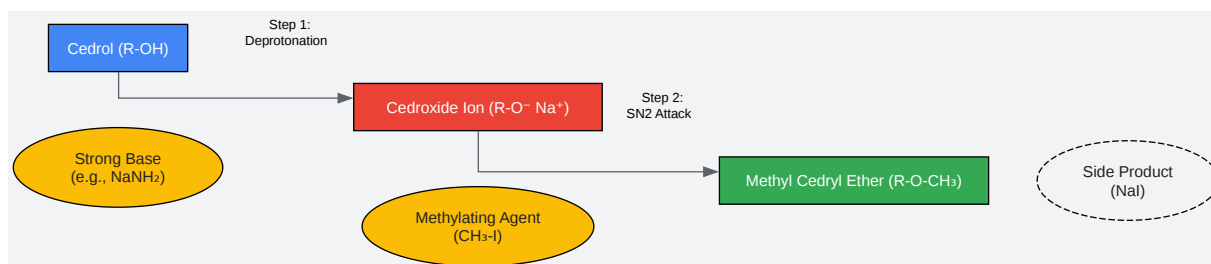 Step 1:
Deprotonation
Cedrol (R-OH)
Cedroxide Ion (R-O⁻ Na⁺)
Step 2:
SN2 Attack
Strong Base
(e.g., NaNH₂)
Methyl Cedryl Ether (R-O-CH₃)
Side Product
(NaI)
Methylating Agent
(CH₃-I)